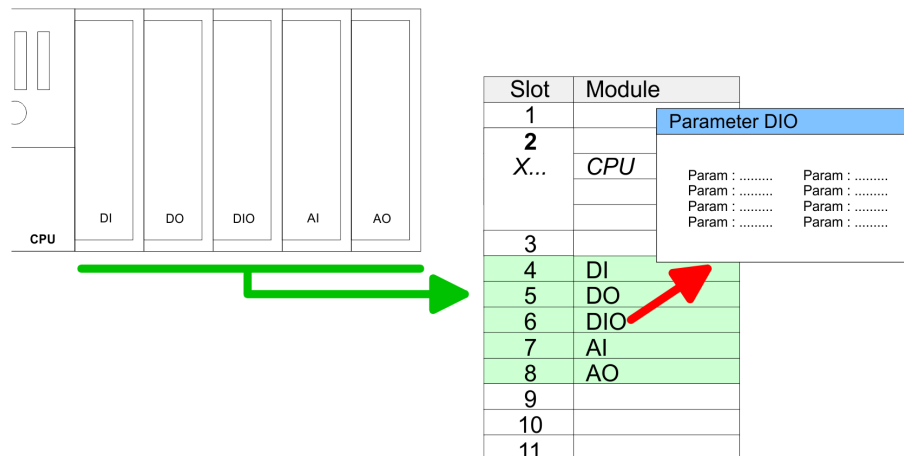 DI DO DIO AI AO
CPU
Slot Module
1
2
X... CPU
3
4 DI
5 DO
6 DIO
7 AI
8 AO
9
10
11
Parameter DIO
Param : ......... Param : .........
Param : ......... Param : .........
Param : ......... Param : .........
Param : ......... Param : .........